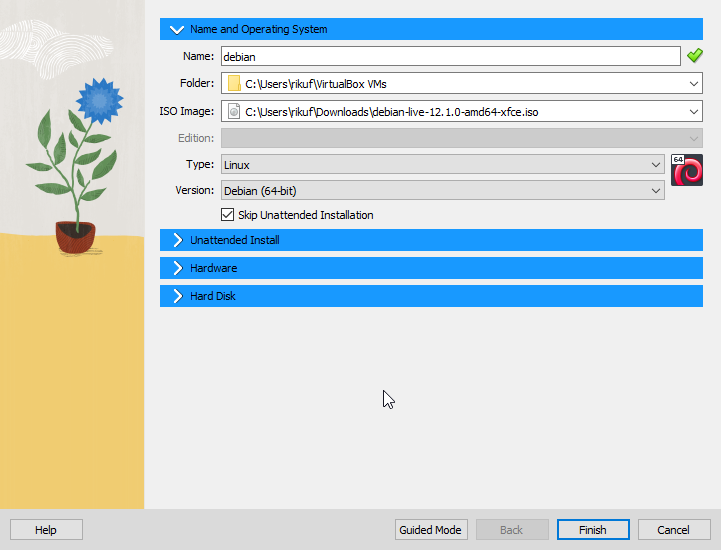 Name and Operating System
Name: debian
Folder: C:\Users\rikuf\VirtualBox VMs
ISO Image: C:\Users\rikuf\Downloads\debian-live-12.1.0-amd64-xfce.iso
Edition:
Type: Linux
64
Version: Debian (64-bit)
Skip Unattended Installation
Unattended Install
Hardware
Hard Disk
Help Guided Mode Back Finish Cancel